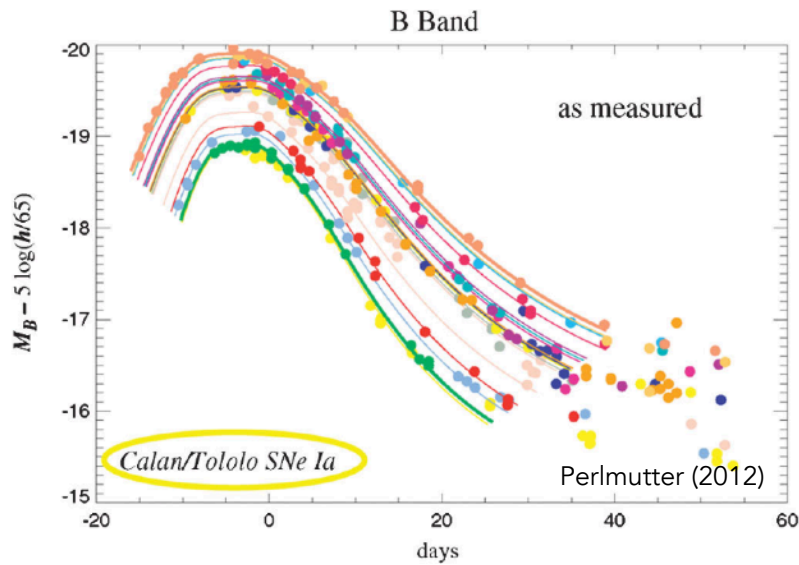 B Band
-20
-19
-18
-17
-16
-15
M_B – 5 log(h/65)
as measured
Calan/Tololo SNe Ia
Perlmutter (2012)
-20 0 20 40 60
days